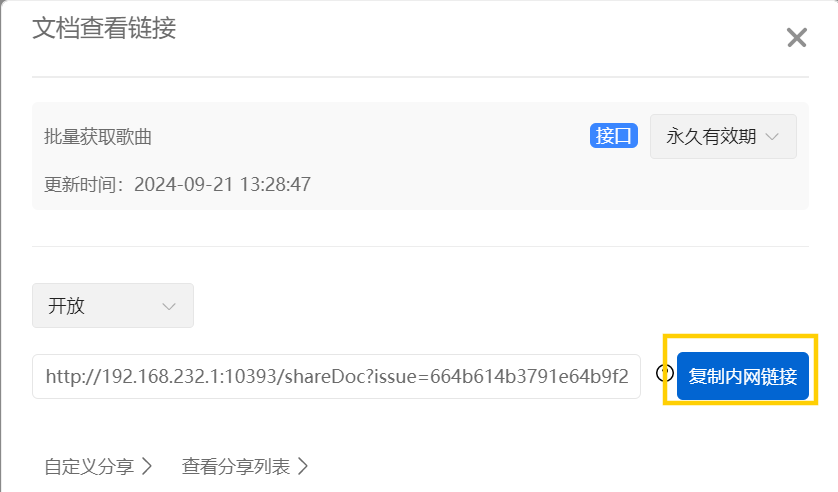 文档查看链接
批量获取歌曲 接口 永久有效期
更新时间：2024-09-21 13:28:47
开放
http://192.168.232.1:10393/shareDoc?issue=664b614b3791e64b9f2 复制内网链接
自定义分享 查看分享列表